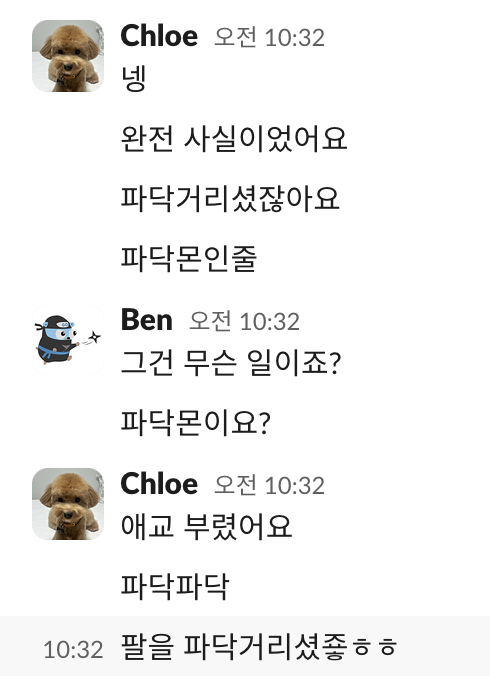 Chloe 오전 10:32
넹
완전 사실이었어요
파닥거리셨잖아요
파닥몬인줄
Ben 오전 10:32
그건 무슨 일이죠?
파닥몬이요?
Chloe 오전 10:32
애교 부렸어요
파닥파닥
10:32 팔을 파닥거리셨죻ㅎㅎ